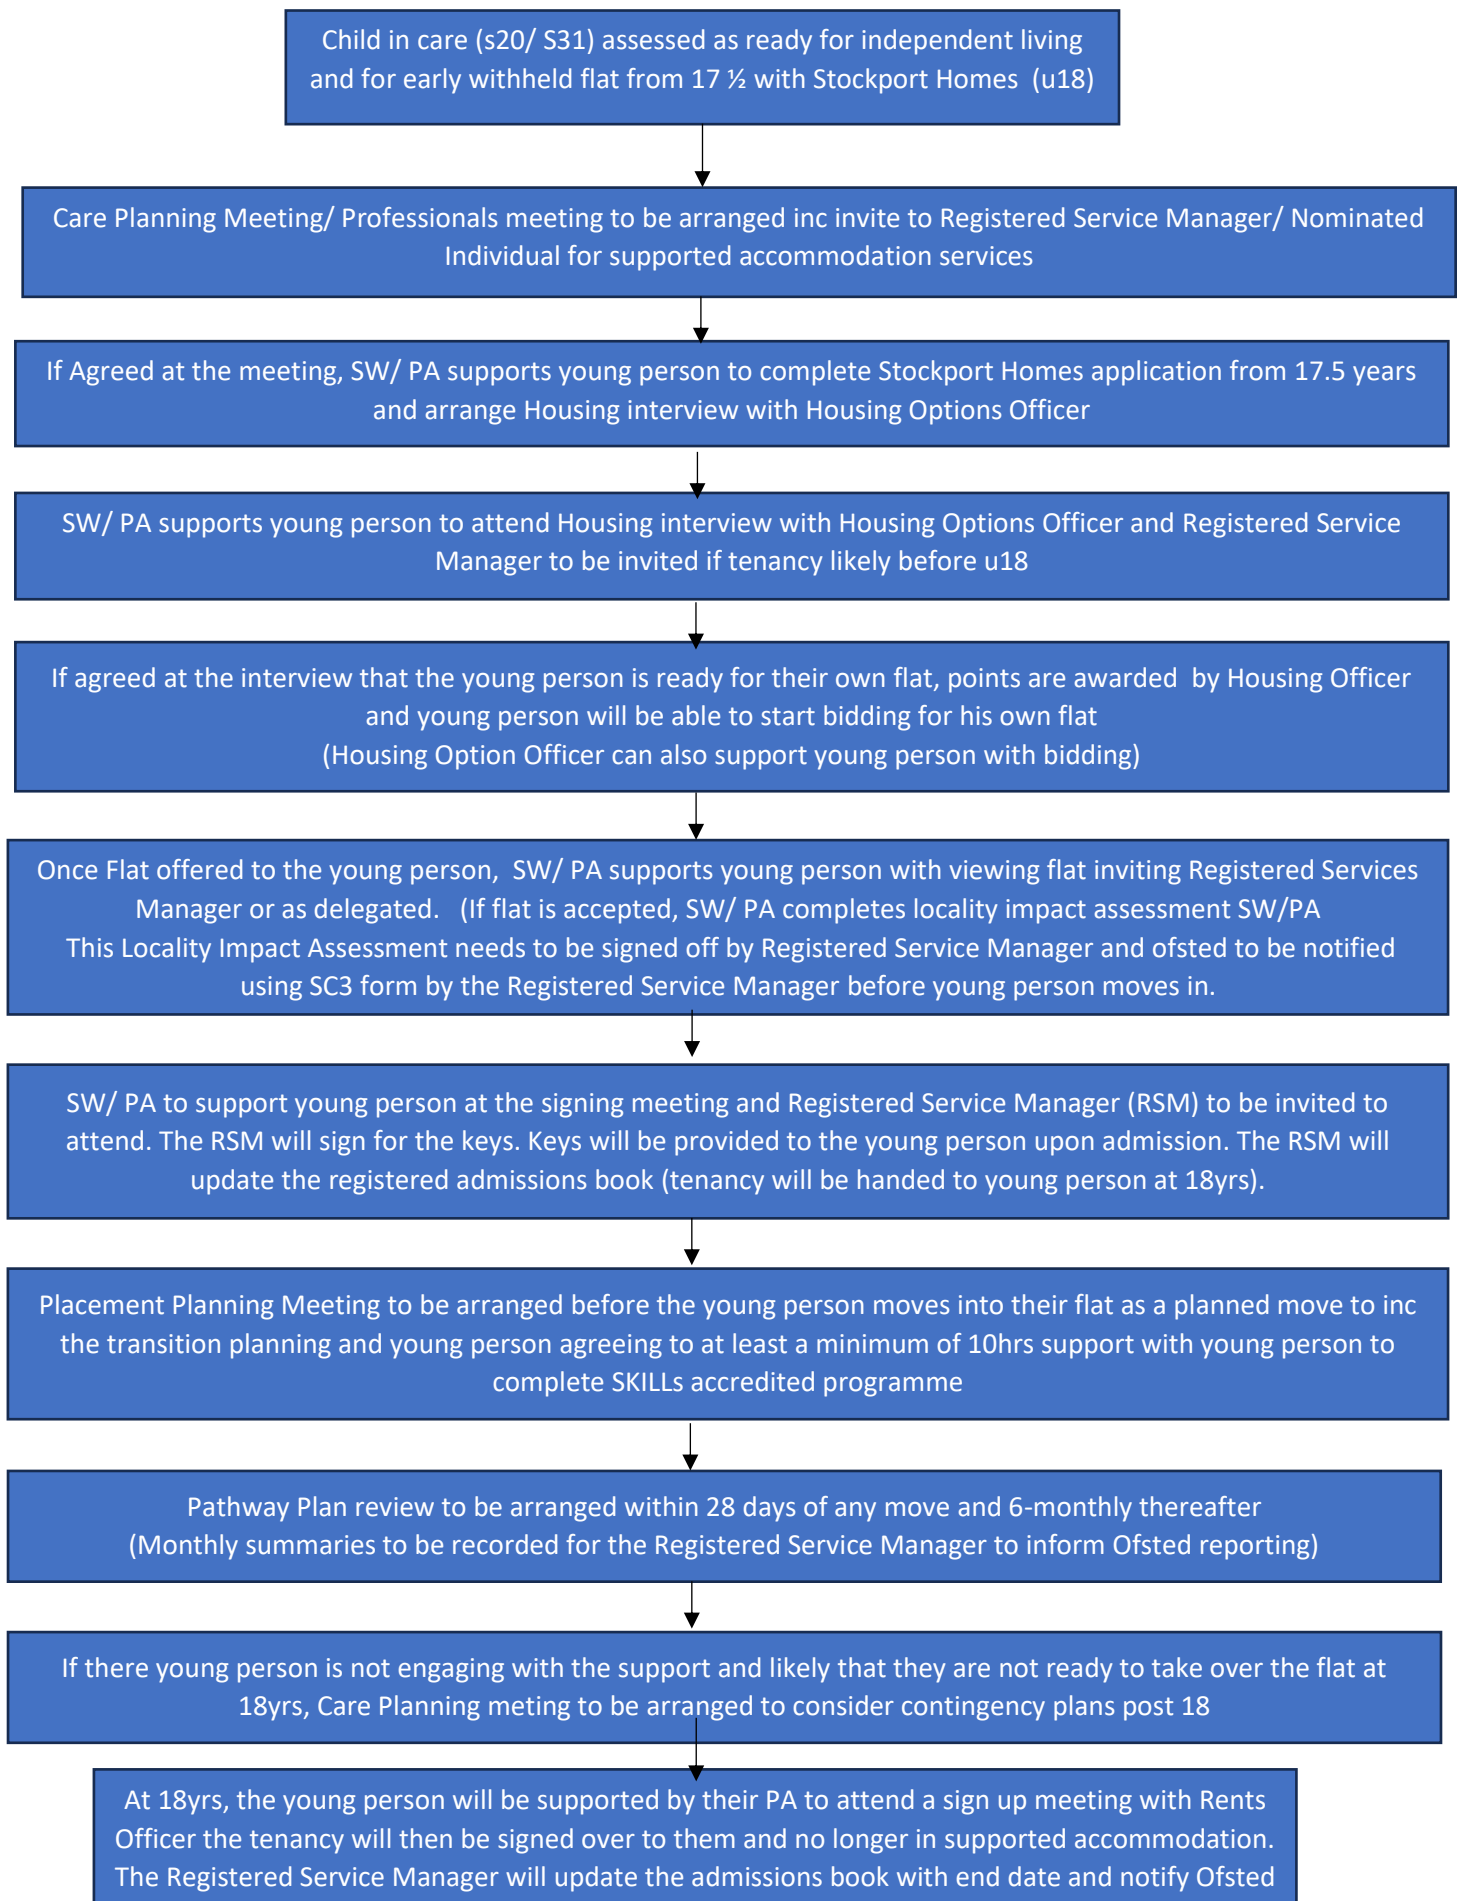 Child in care (s20/ S31) assessed as ready for independent living
and for early withheld flat from 17 ½ with Stockport Homes (u18)
Care Planning Meeting/ Professionals meeting to be arranged inc invite to Registered Service Manager/ Nominated
Individual for supported accommodation services
If Agreed at the meeting, SW/ PA supports young person to complete Stockport Homes application from 17.5 years
and arrange Housing interview with Housing Options Officer
SW/ PA supports young person to attend Housing interview with Housing Options Officer and Registered Service
Manager to be invited if tenancy likely before u18
If agreed at the interview that the young person is ready for their own flat, points are awarded by Housing Officer
and young person will be able to start bidding for his own flat
(Housing Option Officer can also support young person with bidding)
Once Flat offered to the young person, SW/ PA supports young person with viewing flat inviting Registered Services
Manager or as delegated. (If flat is accepted, SW/ PA completes locality impact assessment SW/PA
This Locality Impact Assessment needs to be signed off by Registered Service Manager and ofsted to be notified
using SC3 form by the Registered Service Manager before young person moves in.
SW/ PA to support young person at the signing meeting and Registered Service Manager (RSM) to be invited to
attend. The RSM will sign for the keys. Keys will be provided to the young person upon admission. The RSM will
update the registered admissions book (tenancy will be handed to young person at 18yrs).
Placement Planning Meeting to be arranged before the young person moves into their flat as a planned move to inc
the transition planning and young person agreeing to at least a minimum of 10hrs support with young person to
complete SKILLs accredited programme
Pathway Plan review to be arranged within 28 days of any move and 6-monthly thereafter
(Monthly summaries to be recorded for the Registered Service Manager to inform Ofsted reporting)
If there young person is not engaging with the support and likely that they are not ready to take over the flat at
18yrs, Care Planning meting to be arranged to consider contingency plans post 18
At 18yrs, the young person will be supported by their PA to attend a sign up meeting with Rents
Officer the tenancy will then be signed over to them and no longer in supported accommodation.
The Registered Service Manager will update the admissions book with end date and notify Ofsted